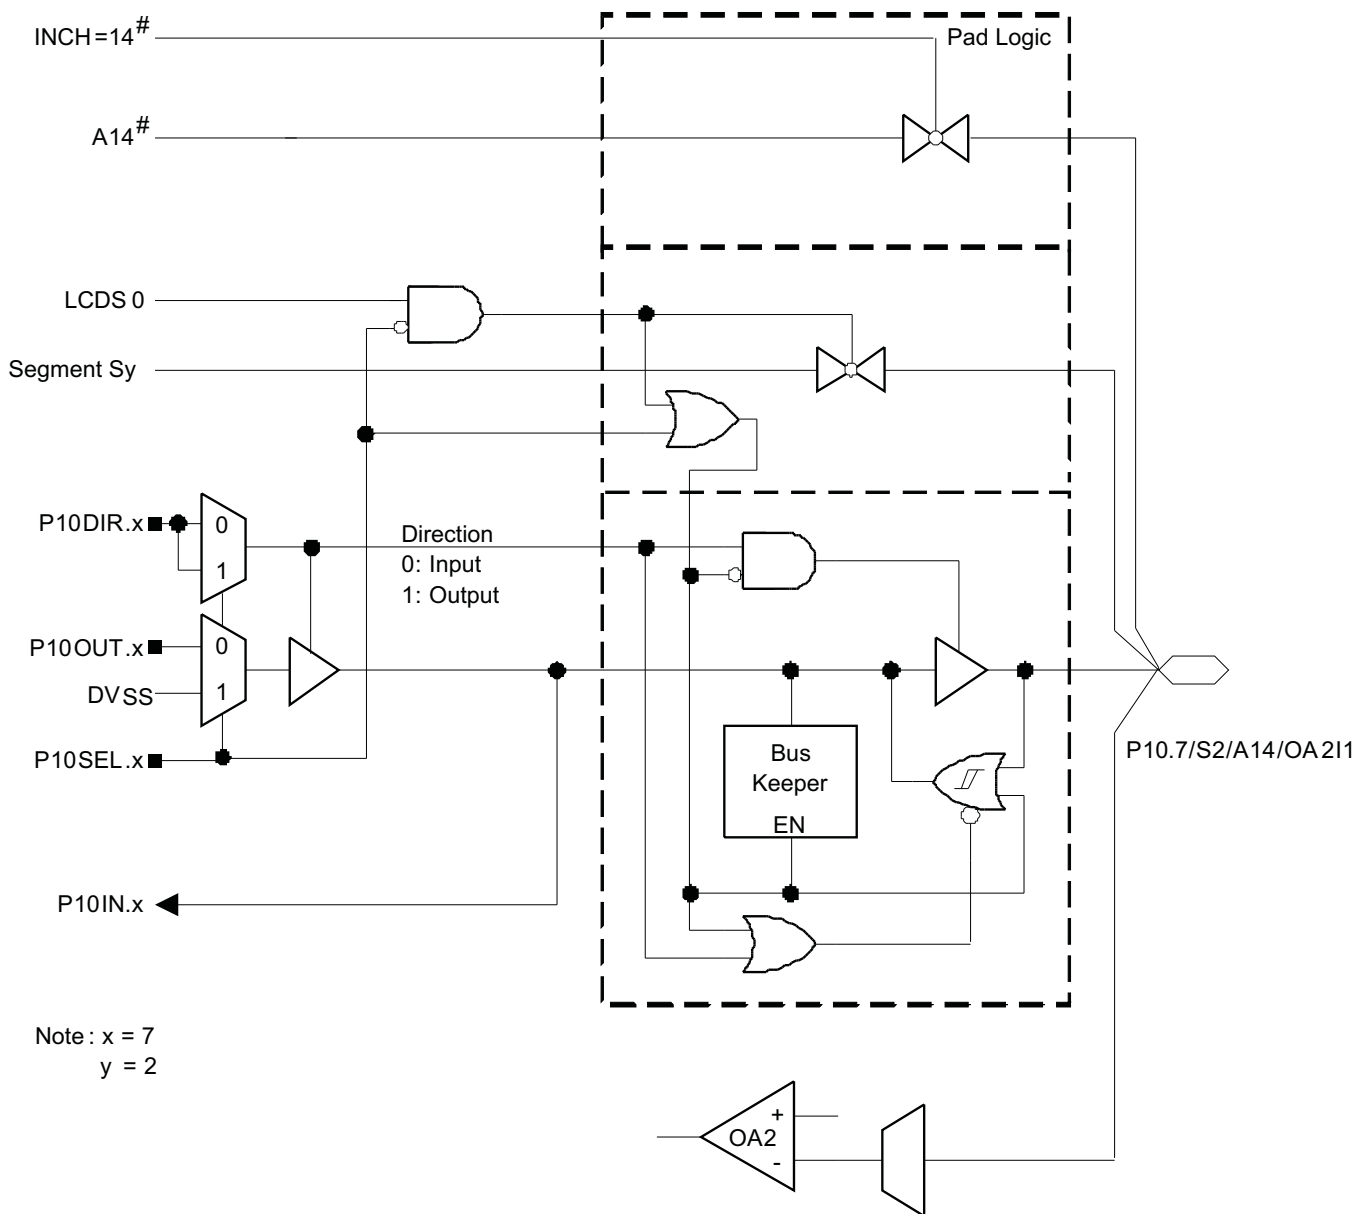 INCH=14#
Pad Logic
A14#
LCDS0
Segment Sy
P10DIR.x
0
1
Direction
0: Input
1: Output
P10OUT.x
0
DVSS
1
P10SEL.x
Bus
Keeper
EN
P10.7/S2/A14/OA2I1
P10IN.x
Note: x = 7
y = 2
+
OA2
-